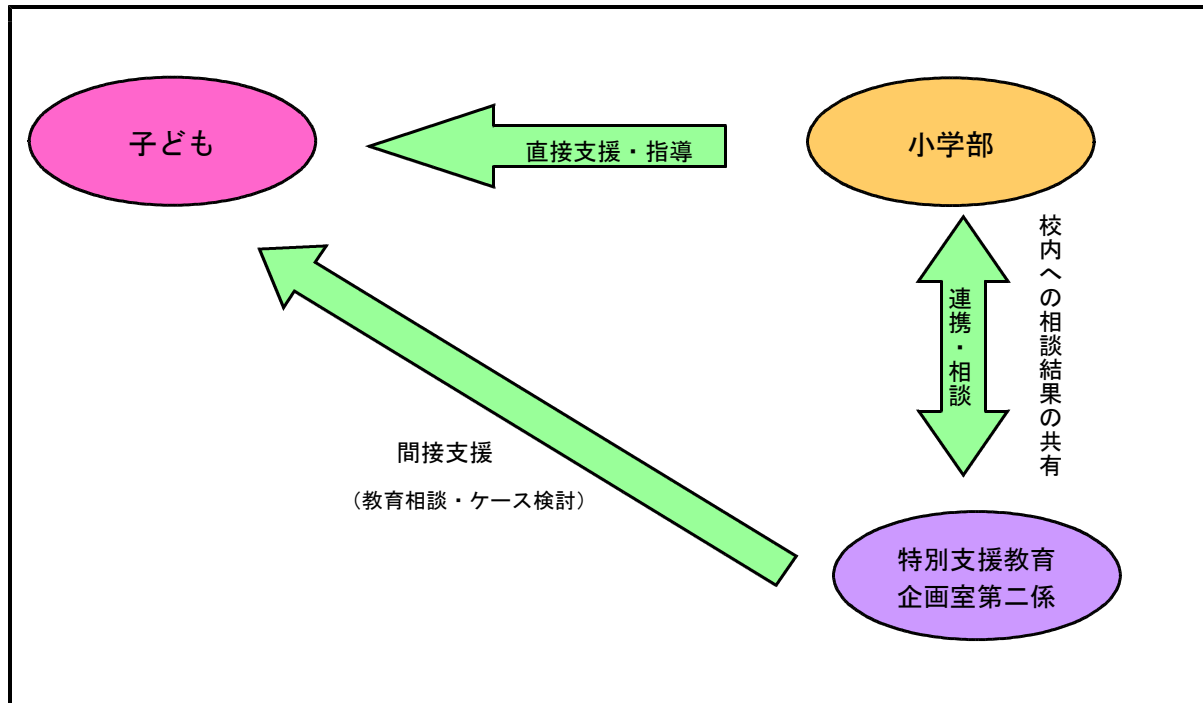 子ども
直接支援・指導
小学部
校内への相談結果の共有
連携・相談
間接支援
（教育相談・ケース検討）
特別支援教育
企画室第二係